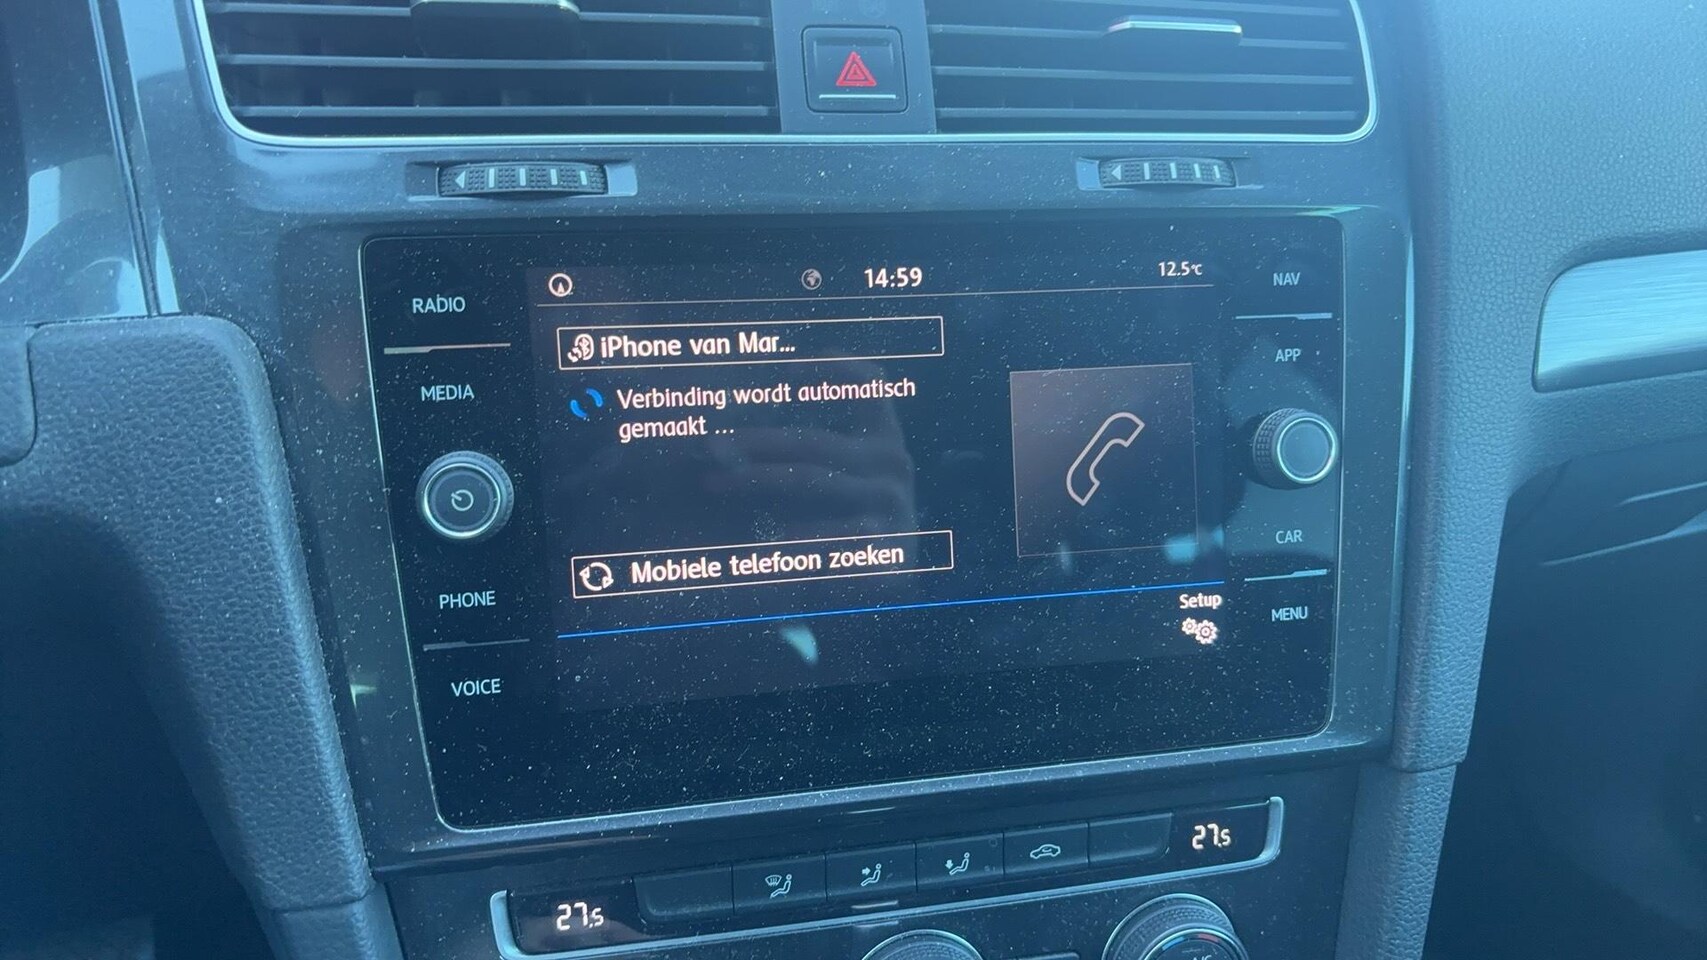 14:59
12.5°C
RADIO
MEDIA
PHONE
VOICE
iPhone van Mar...
Verbinding wordt automatisch
gemaakt ...
Mobiele telefoon zoeken
Setup
NAV
APP
CAR
MENU
27,5
27,5